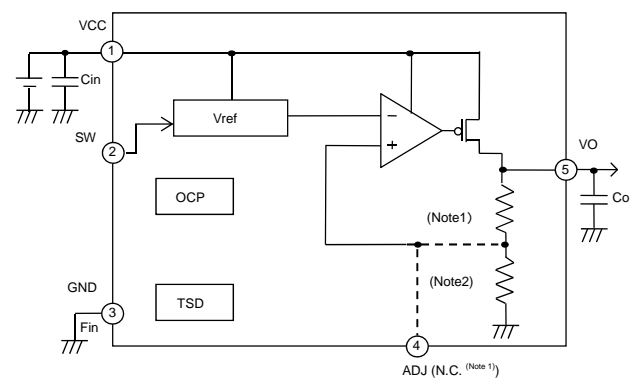 VCC
1
Cin
Vref
SW
2
−
+
VO
5
OCP
Co
(Note1)
(Note2)
GND
3
Fin
TSD
4
ADJ (N.C. (Note 1))